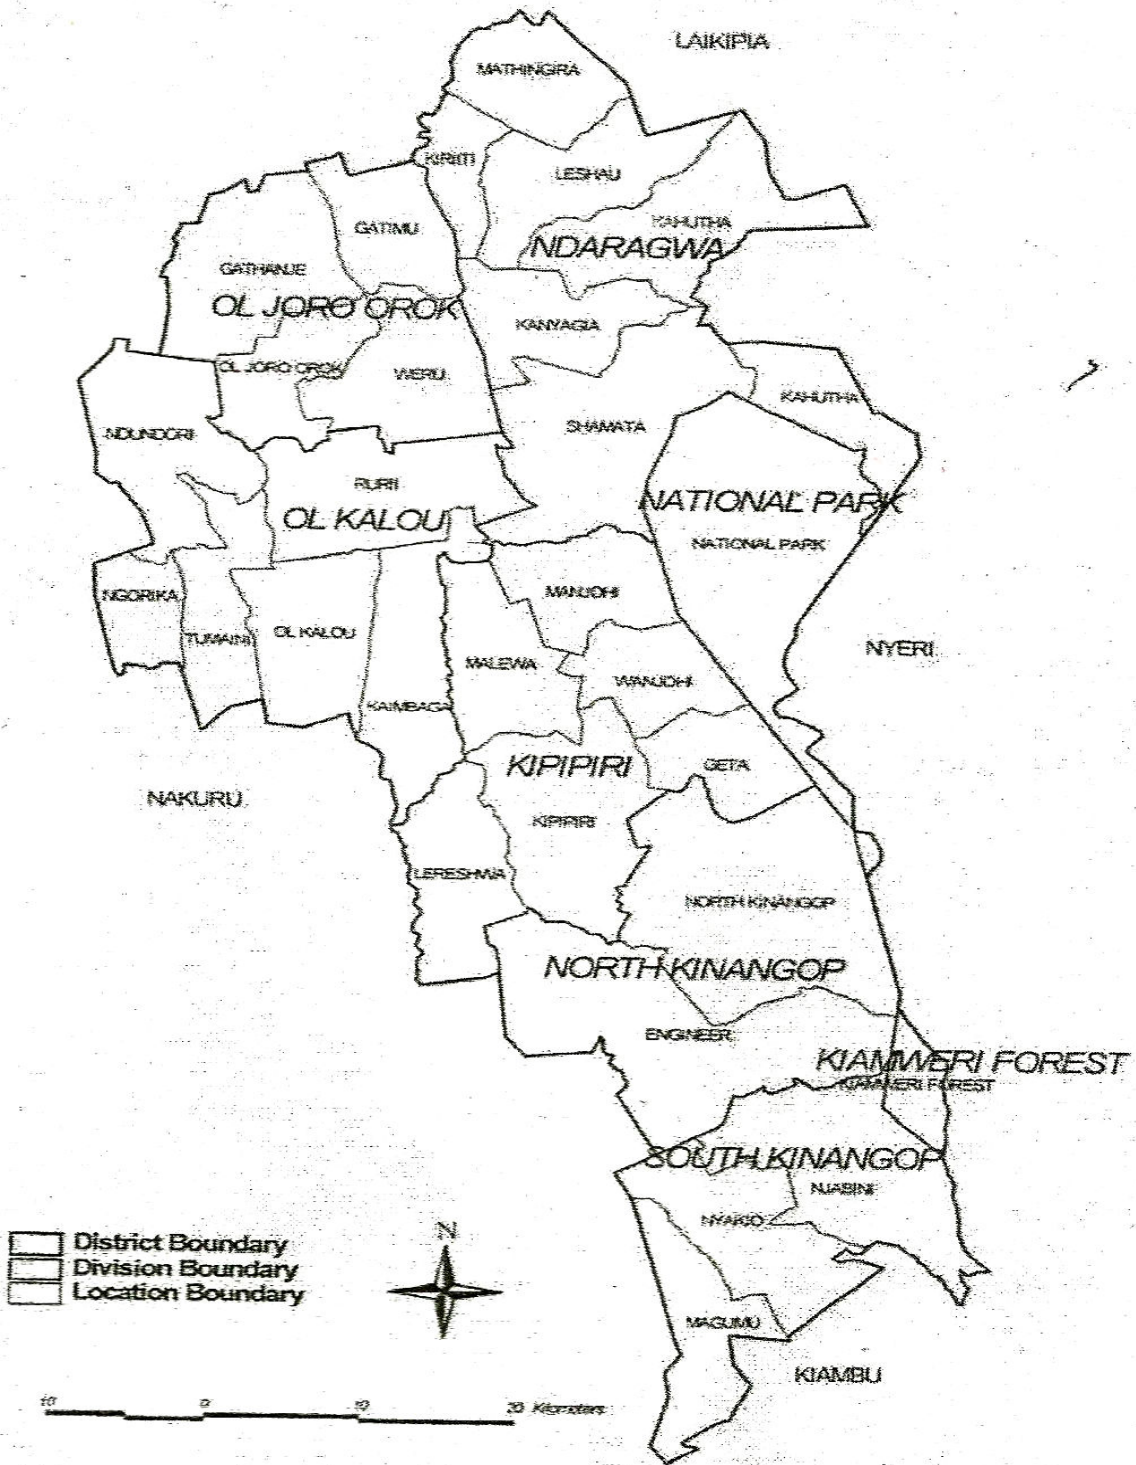 LAIKIPIA
MATHINGIRA
KIRIITI
LESHAU
KAHUTHA
GATIMU
NDARAGWA
GATHANJE
OL JORO OROK
KANYAGIA
OL JORO OROK
WERU
KAHUTHA
NDUNDORI
SHAMATA
RURII
NATIONAL PARK
OL KALOU
NATIONAL PARK
NGORIKA
MANJOHI
TUMAINI
OL KALOU
NYERI
MALEWA
WANJOHI
KAIMBAGA
KIPIPIRI
GETA
NAKURU
KIPIPIRI
LERESHWA
NORTH KINANGOP
NORTH KINANGOP
ENGINEER
KIAMWERI FOREST
KIAMWERI FOREST
SOUTH KINANGOP
NJABINI
NYAKIO
N
District Boundary
Division Boundary
Location Boundary
MAGUMU
KIAMBU
10 0 10 20 Kilometers